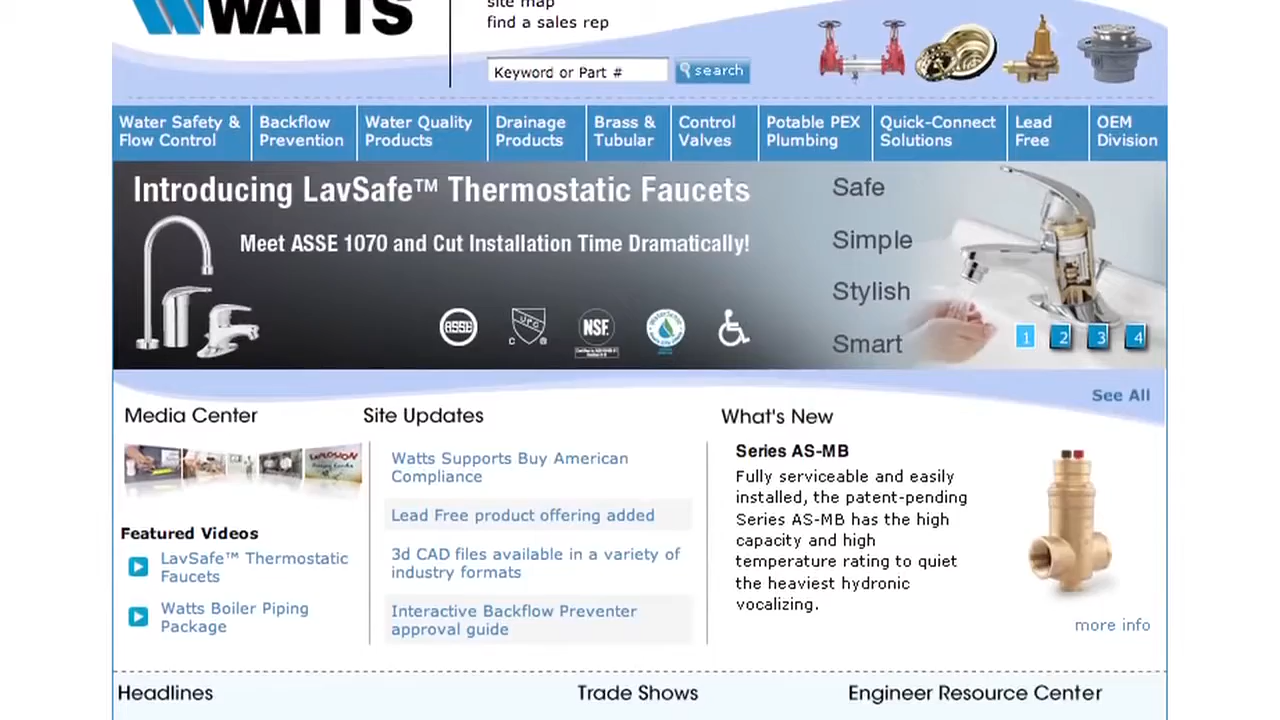 WATTS
site map
find a sales rep
Keyword or Part #
search
Water Safety &
Flow Control
Backflow
Prevention
Water Quality
Products
Drainage
Products
Brass &
Tubular
Control
Valves
Potable PEX
Plumbing
Quick-Connect
Solutions
Lead
Free
OEM
Division
Introducing LavSafe™ Thermostatic Faucets
Meet ASSE 1070 and Cut Installation Time Dramatically!
Safe
Simple
Stylish
Smart
ASSE
UPC
C ®
NSF.
1 2 3 4
See All
Media Center
Featured Videos
LavSafe™ Thermostatic
Faucets
Watts Boiler Piping
Package
Site Updates
Watts Supports Buy American
Compliance
Lead Free product offering added
3d CAD files available in a variety of
industry formats
Interactive Backflow Preventer
approval guide
What's New
Series AS-MB
Fully serviceable and easily
installed, the patent-pending
Series AS-MB has the high
capacity and high
temperature rating to quiet
the heaviest hydronic
vocalizing.
more info
Headlines
Trade Shows
Engineer Resource Center